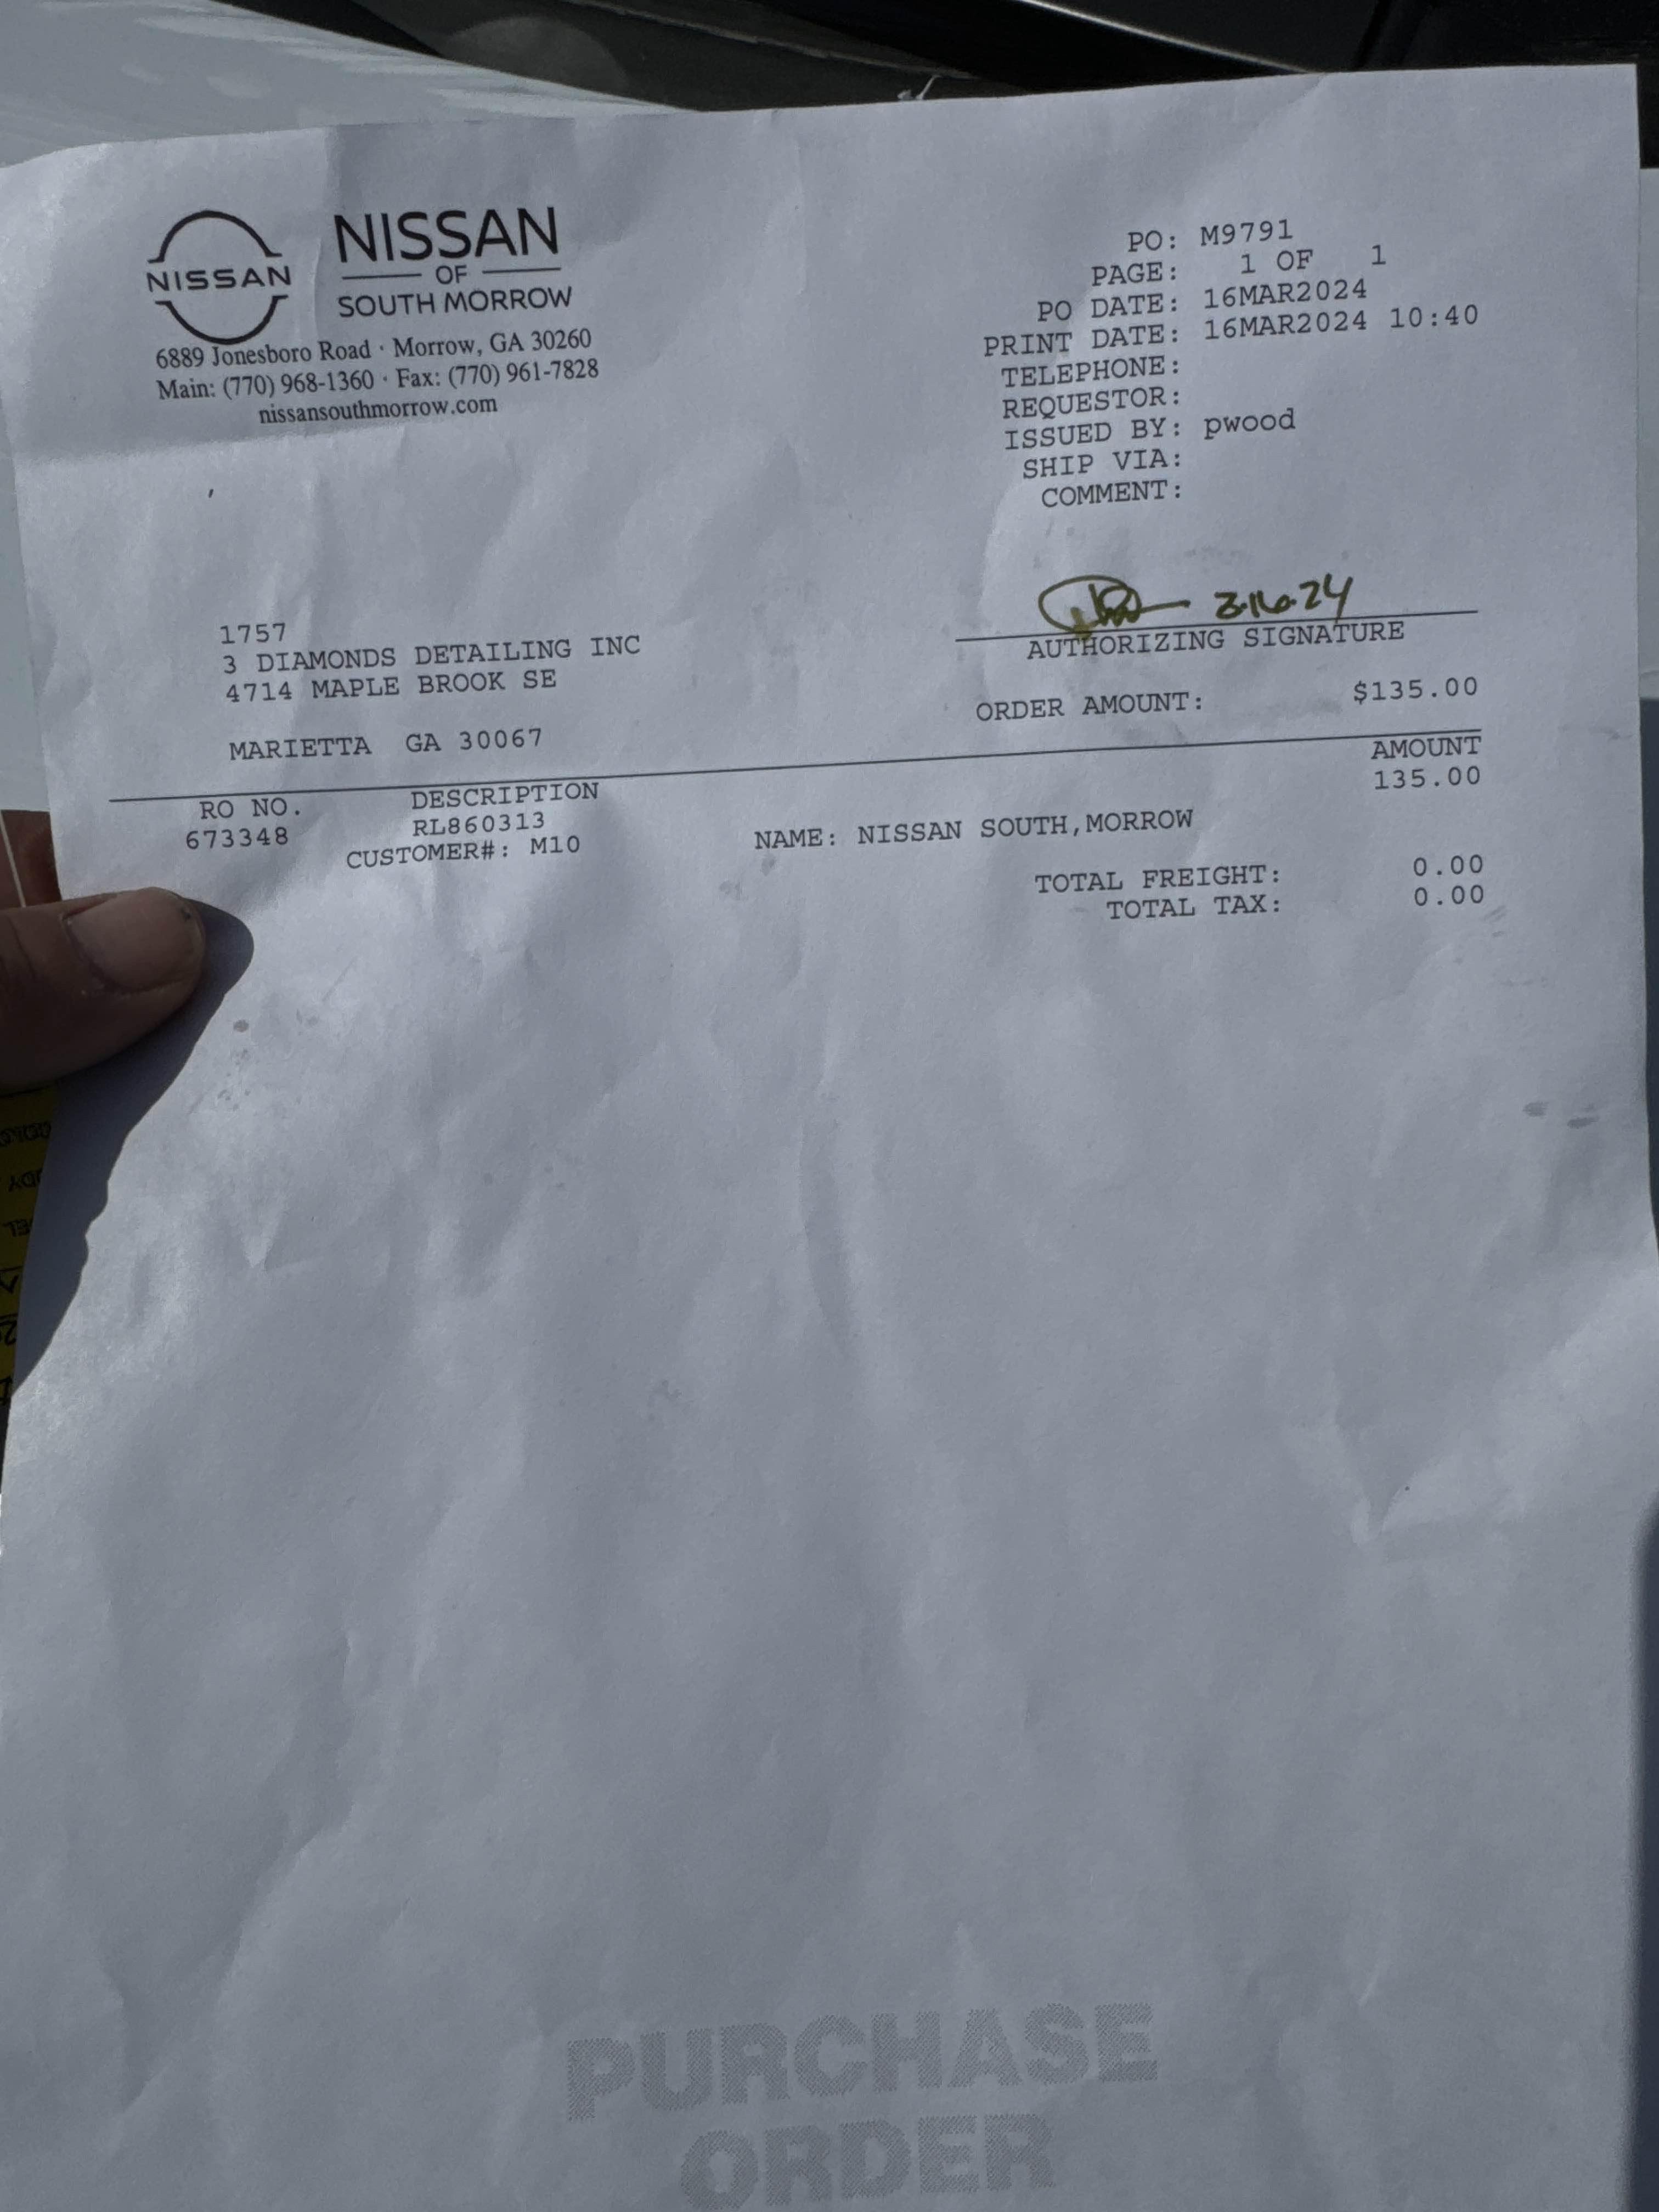 NISSAN
NISSAN
OF
SOUTH MORROW
6889 Jonesboro Road · Morrow, GA 30260
Main: (770) 968-1360 · Fax: (770) 961-7828
nissansouthmorrow.com
PO: M9791
PAGE: 1 OF 1
PO DATE: 16MAR2024
PRINT DATE: 16MAR2024 10:40
TELEPHONE:
REQUESTOR:
ISSUED BY: pwood
SHIP VIA:
COMMENT:
1757
3 DIAMONDS DETAILING INC
4714 MAPLE BROOK SE
MARIETTA GA 30067
3-16-24
AUTHORIZING SIGNATURE
ORDER AMOUNT: $135.00
RO NO. DESCRIPTION AMOUNT
673348 RL860313 135.00
CUSTOMER#: M10 NAME: NISSAN SOUTH,MORROW
TOTAL FREIGHT: 0.00
TOTAL TAX: 0.00
PURCHASE
ORDER